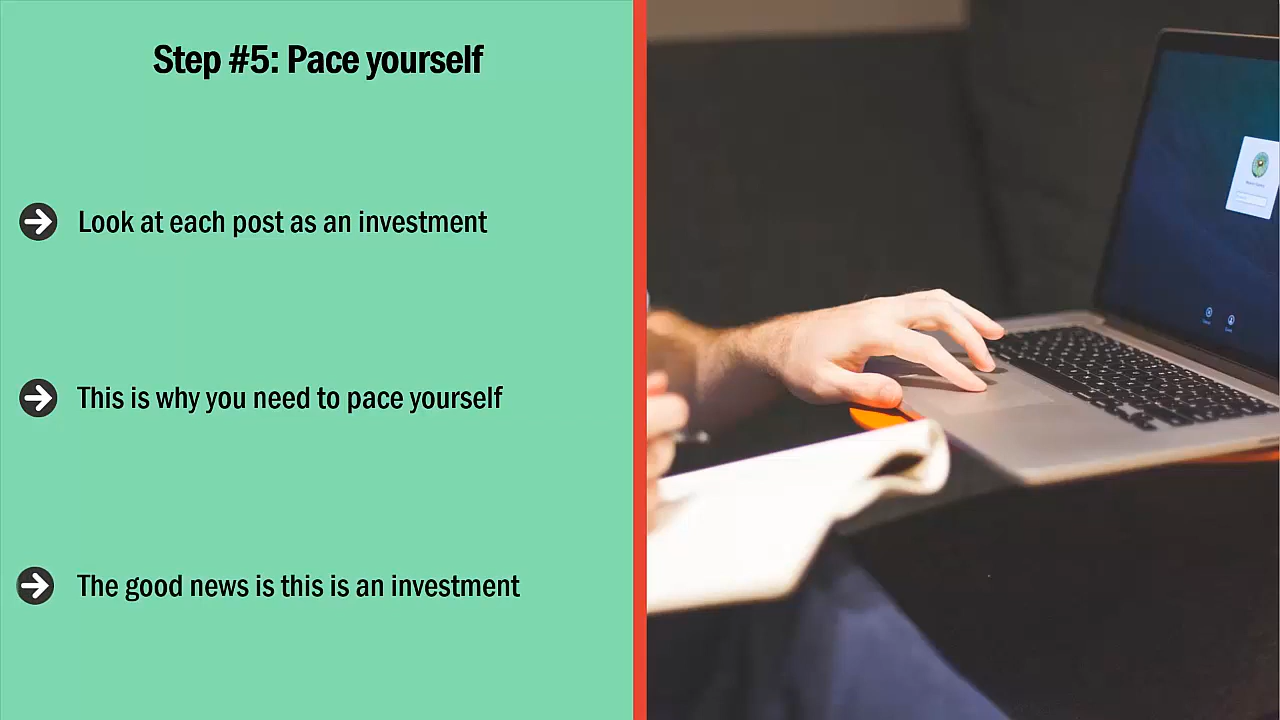 Step #5: Pace yourself
Look at each post as an investment
This is why you need to pace yourself
The good news is this is an investment